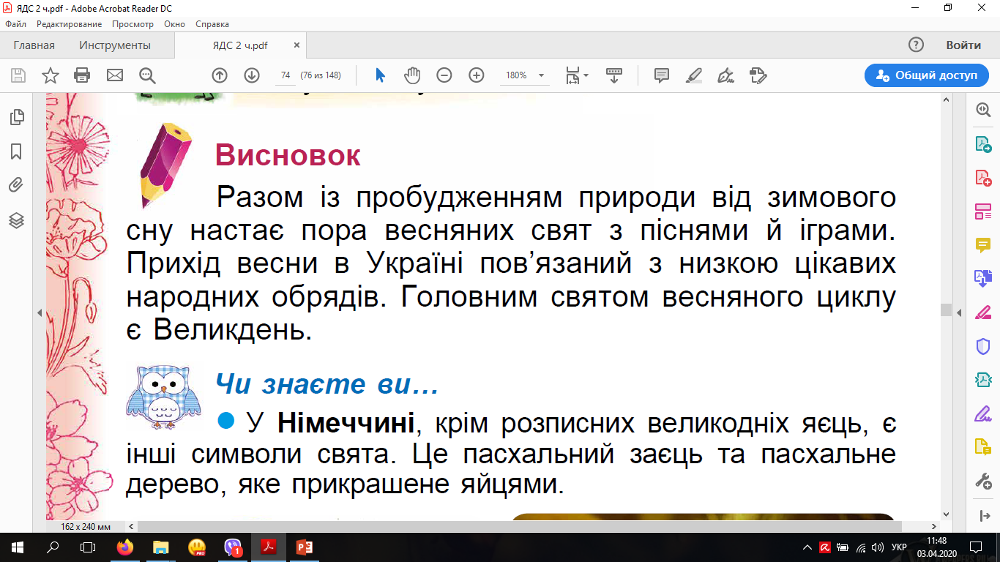 ЯДС 2 ч.pdf - Adobe Acrobat Reader DC
Файл Редактирование Просмотр Окно Справка
Главная Инструменты ЯДС 2 ч.pdf × Войти
74 (76 из 148) 180% Общий доступ
Висновок
Разом із пробудженням природи від зимового
сну настає пора весняних свят з піснями й іграми.
Прихід весни в Україні пов’язаний з низкою цікавих
народних обрядів. Головним святом весняного циклу
є Великдень.
Чи знаєте ви...
● У Німеччині, крім розписних великодніх яєць, є
інші символи свята. Це пасхальний заєць та пасхальне
дерево, яке прикрашене яйцями.
162 x 240 мм
PRO 1 УКР 11:48
03.04.2020